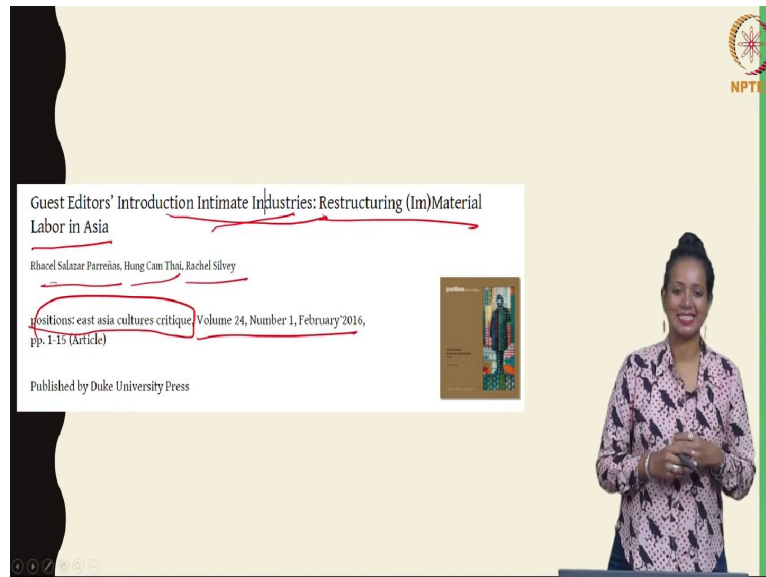 NPTE
Guest Editors' Introduction Intimate Industries: Restructuring (Im)Material
Labor in Asia
Rhacel Salazar Parreñas, Hung Cam Thai, Rachel Silvey
positions: east asia cultures critique, Volume 24, Number 1, February 2016,
pp. 1-15 (Article)
Published by Duke University Press
positions